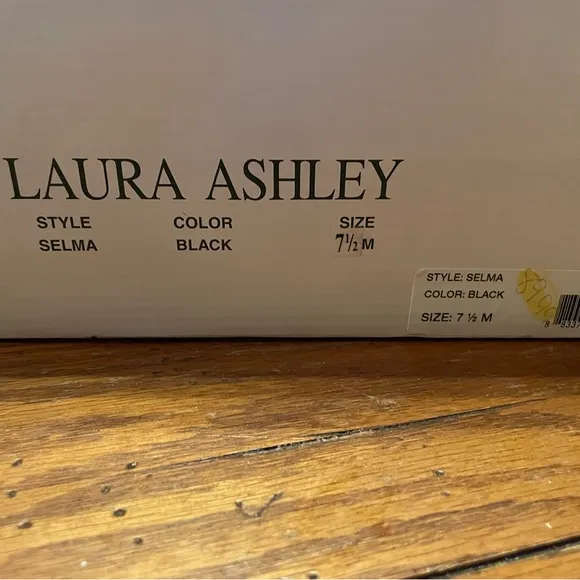 LAURA ASHLEY
STYLE COLOR SIZE
SELMA BLACK 7½ M
STYLE: SELMA
COLOR: BLACK
SIZE: 7 ½ M